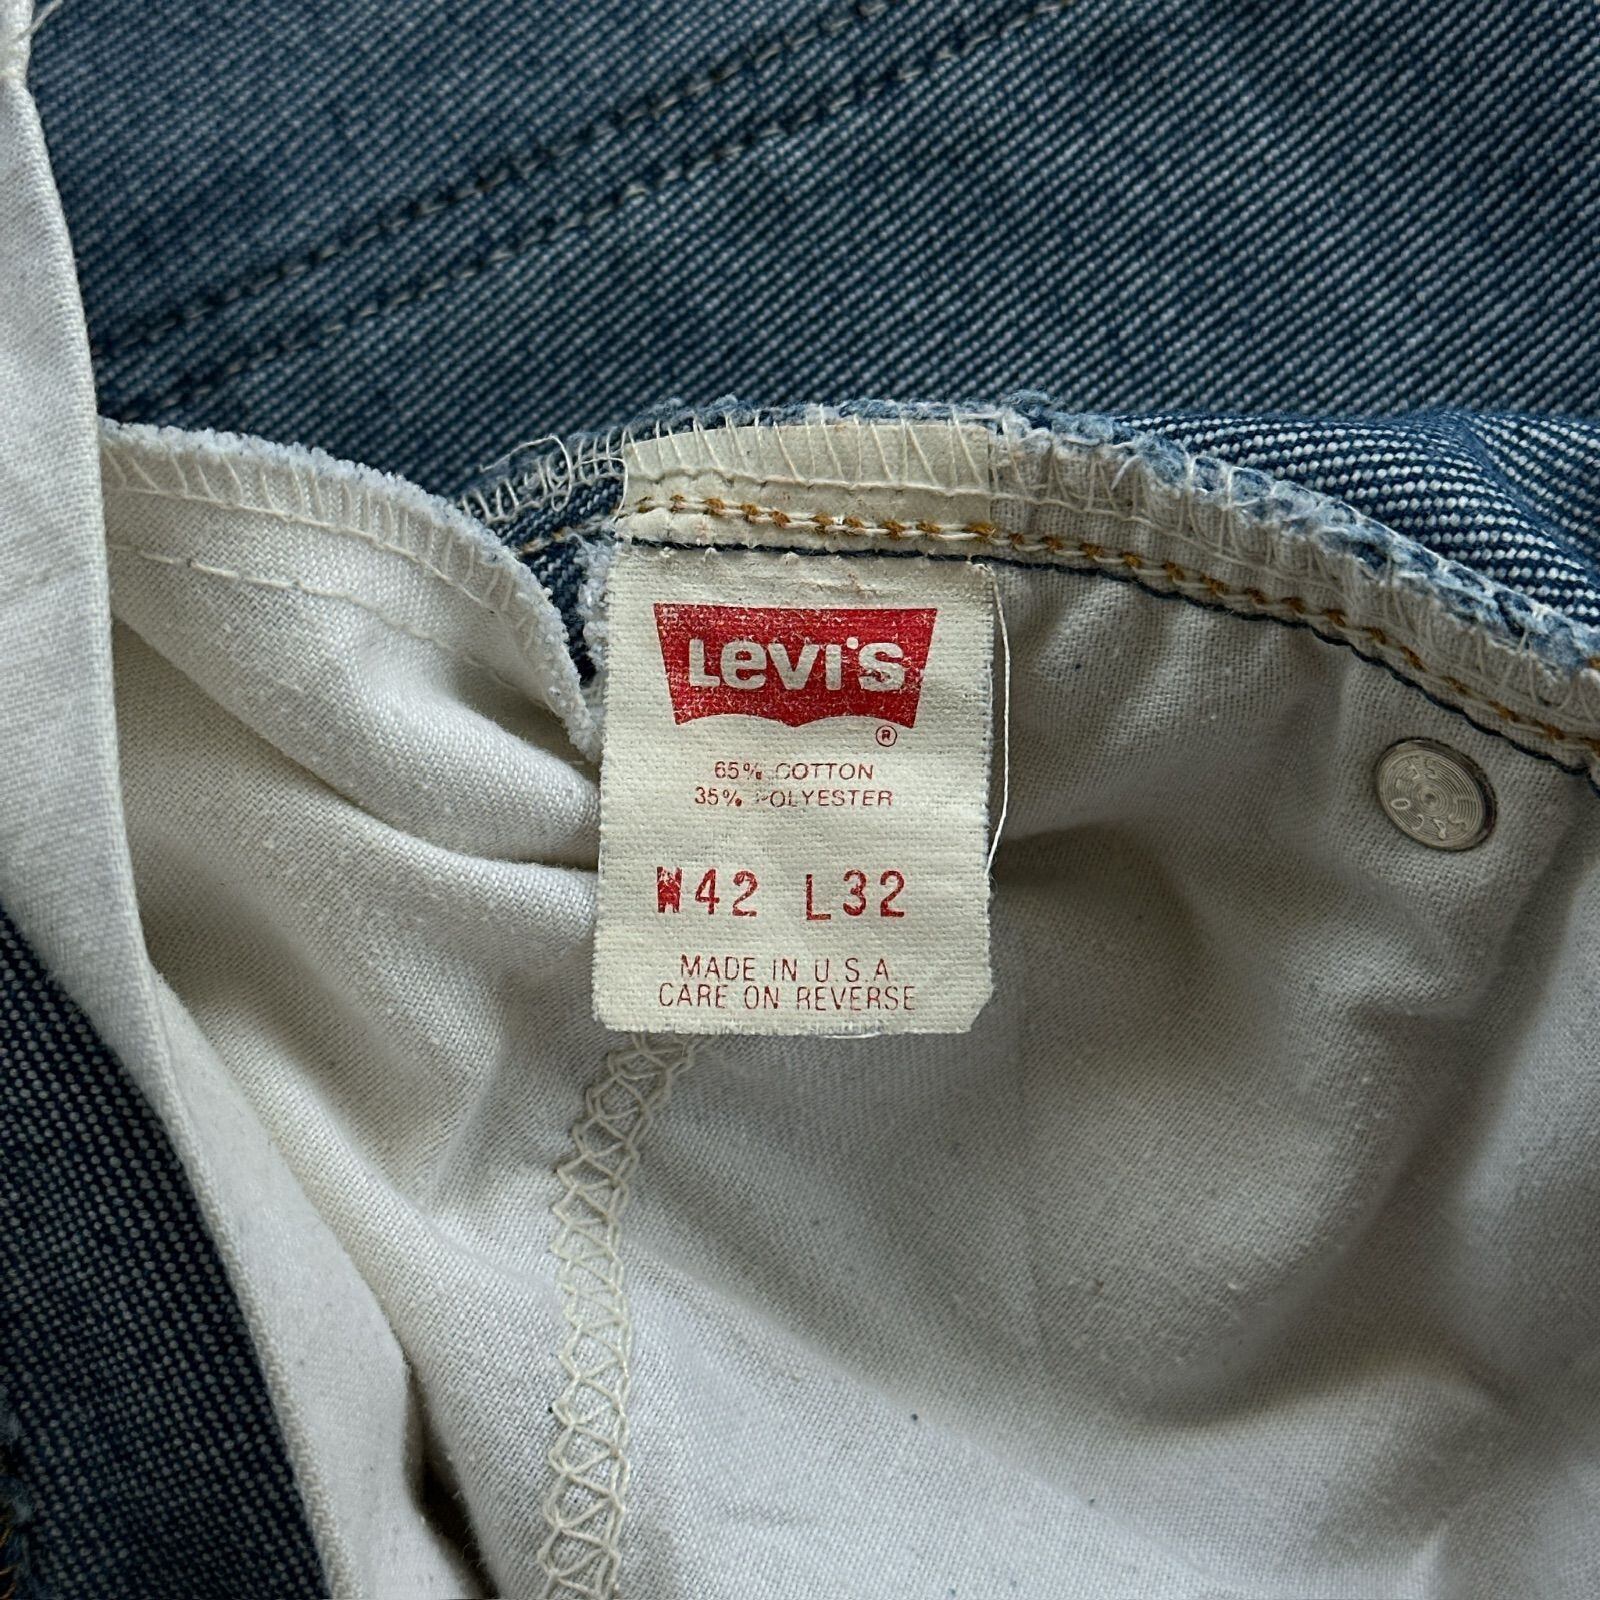 Levi's
®
65% COTTON
35% POLYESTER
W42 L32
MADE IN U.S.A.
CARE ON REVERSE